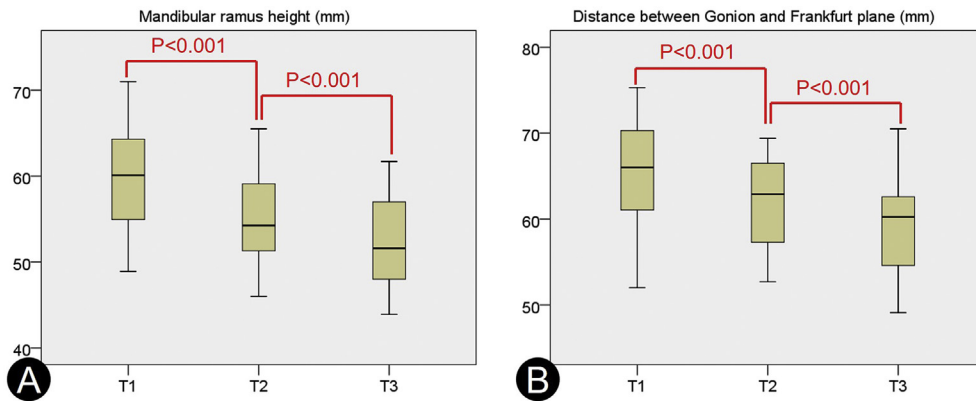 Mandibular ramus height (mm)
P<0.001
P<0.001
70
60
50
40
T1
T2
T3
A
Distance between Gonion and Frankfurt plane (mm)
P<0.001
P<0.001
80
70
60
50
T1
T2
T3
B